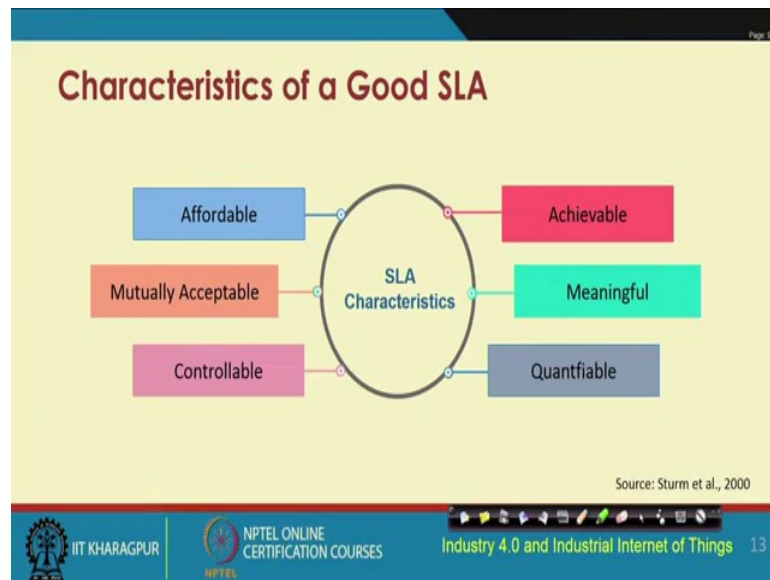 Page: 
Characteristics of a Good SLA
Affordable
Achievable
SLA
Characteristics
Mutually Acceptable
Meaningful
Controllable
Quantfiable
Source: Sturm et al., 2000
IIT KHARAGPUR
NPTEL
NPTEL ONLINE
CERTIFICATION COURSES
Industry 4.0 and Industrial Internet of Things
13